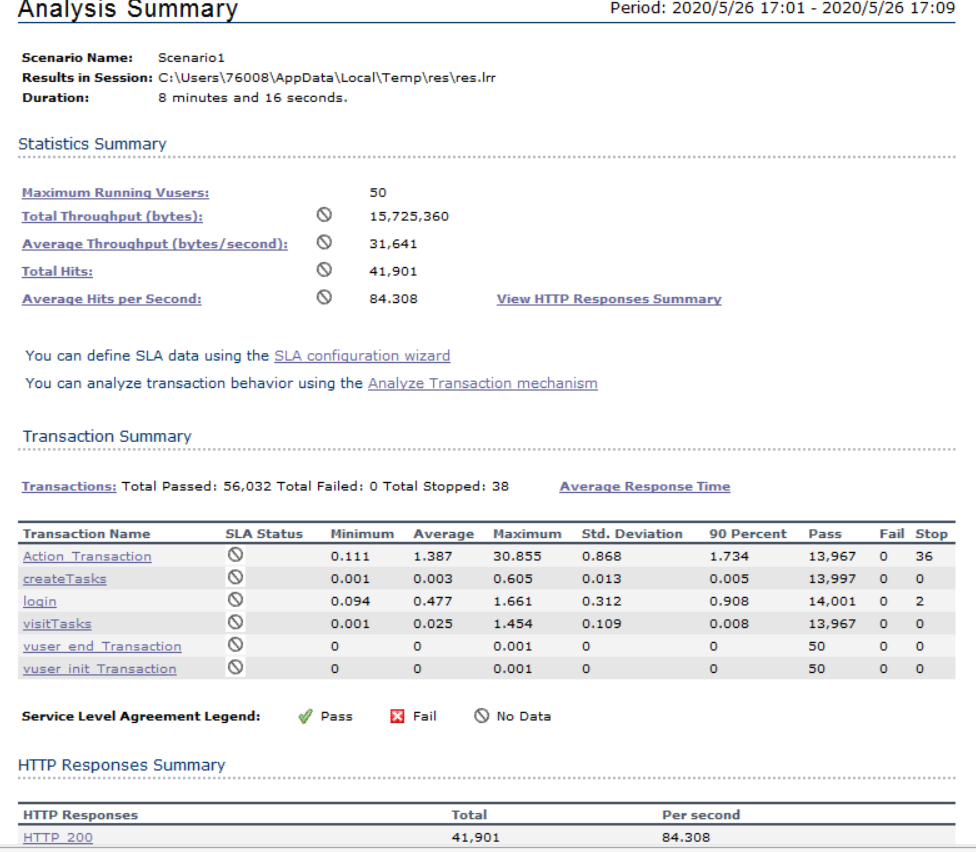 Analysis Summary Period: 2020/5/26 17:01 - 2020/5/26 17:09
Scenario Name: Scenario1
Results in Session: C:\Users\76008\AppData\Local\Temp\res\res.lrr
Duration: 8 minutes and 16 seconds.
Statistics Summary
Maximum Running Vusers: 50
Total Throughput (bytes): 15,725,360
Average Throughput (bytes/second): 31,641
Total Hits: 41,901
Average Hits per Second: 84.308 View HTTP Responses Summary
You can define SLA data using the SLA configuration wizard
You can analyze transaction behavior using the Analyze Transaction mechanism
Transaction Summary
Transactions: Total Passed: 56,032 Total Failed: 0 Total Stopped: 38 Average Response Time
Transaction Name SLA Status Minimum Average Maximum Std. Deviation 90 Percent Pass Fail Stop
Action_Transaction 0.111 1.387 30.855 0.868 1.734 13,967 0 36
createTasks 0.001 0.003 0.605 0.013 0.005 13,997 0 0
login 0.094 0.477 1.661 0.312 0.908 14,001 0 2
visitTasks 0.001 0.025 1.454 0.109 0.008 13,967 0 0
vuser_end_Transaction 0 0 0.001 0 0 50 0 0
vuser_init_Transaction 0 0 0.001 0 0 50 0 0
Service Level Agreement Legend: Pass Fail No Data
HTTP Responses Summary
HTTP Responses Total Per second
HTTP_200 41,901 84.308